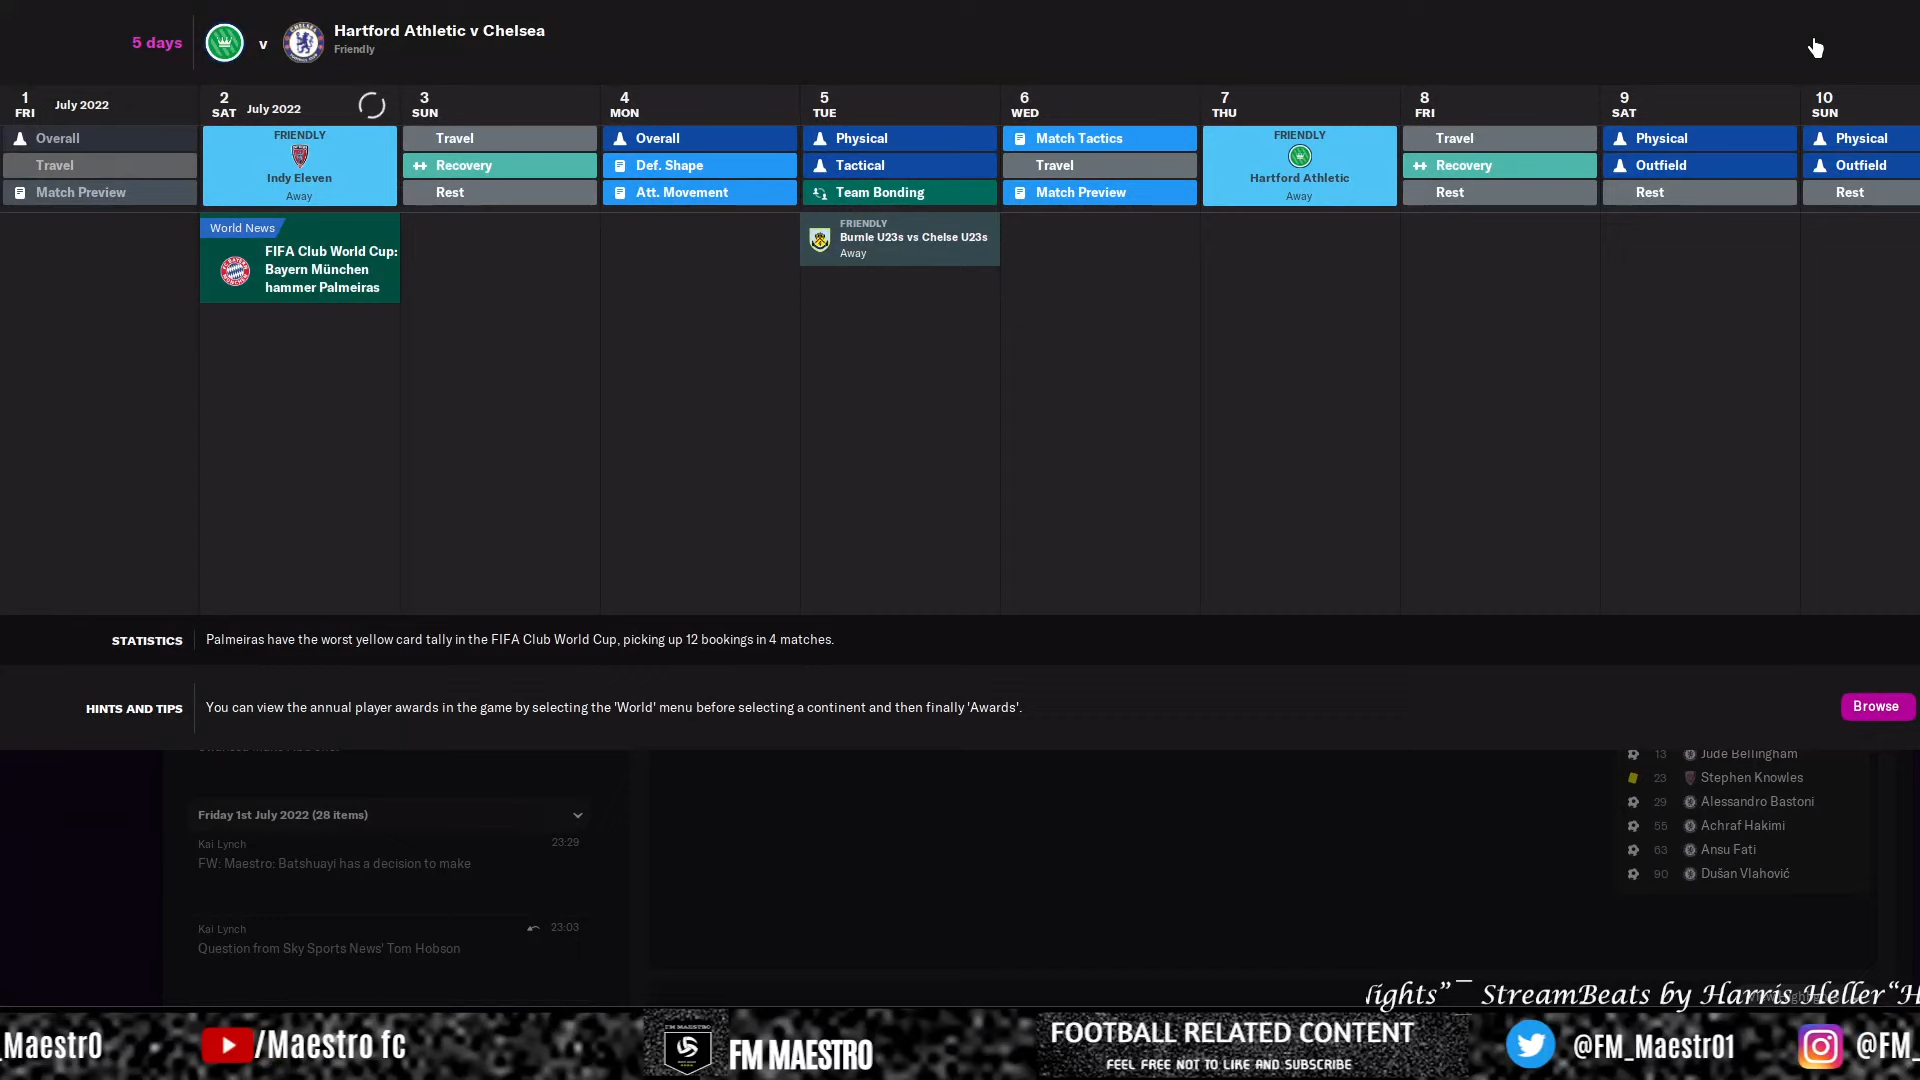 5 days
v
Hartford Athletic v Chelsea
Friendly
1 FRI July 2022
2 SAT July 2022
3 SUN
4 MON
5 TUE
6 WED
7 THU
8 FRI
9 SAT
10 SUN
Overall
Travel
Match Preview
FRIENDLY
Indy Eleven
Away
Travel
Recovery
Rest
Overall
Def. Shape
Att. Movement
Physical
Tactical
Team Bonding
Match Tactics
Travel
Match Preview
FRIENDLY
Hartford Athletic
Away
Travel
Recovery
Rest
Physical
Outfield
Rest
Physical
Outfield
Rest
World News
FIFA Club World Cup:
Bayern München
hammer Palmeiras
FRIENDLY
Burnle U23s vs Chelse U23s
Away
STATISTICS
Palmeiras have the worst yellow card tally in the FIFA Club World Cup, picking up 12 bookings in 4 matches.
HINTS AND TIPS
You can view the annual player awards in the game by selecting the 'World' menu before selecting a continent and then finally 'Awards'.
Browse
Friday 1st July 2022 (28 items)
Kai Lynch 23:29
FW: Maestro: Batshuayi has a decision to make
Kai Lynch 23:03
Question from Sky Sports News' Tom Hobson
13 Jude Bellingham
23 Stephen Knowles
29 Alessandro Bastoni
55 Achraf Hakimi
63 Ansu Fati
90 Dušan Vlahović
ights” – StreamBeats by Harris Heller“H
_Maestr0
/Maestro fc
FM MAESTRO
FM MAESTRO
FOOTBALL RELATED CONTENT
FEEL FREE NOT TO LIKE AND SUBSCRIBE
@FM_Maestr01
@FM_